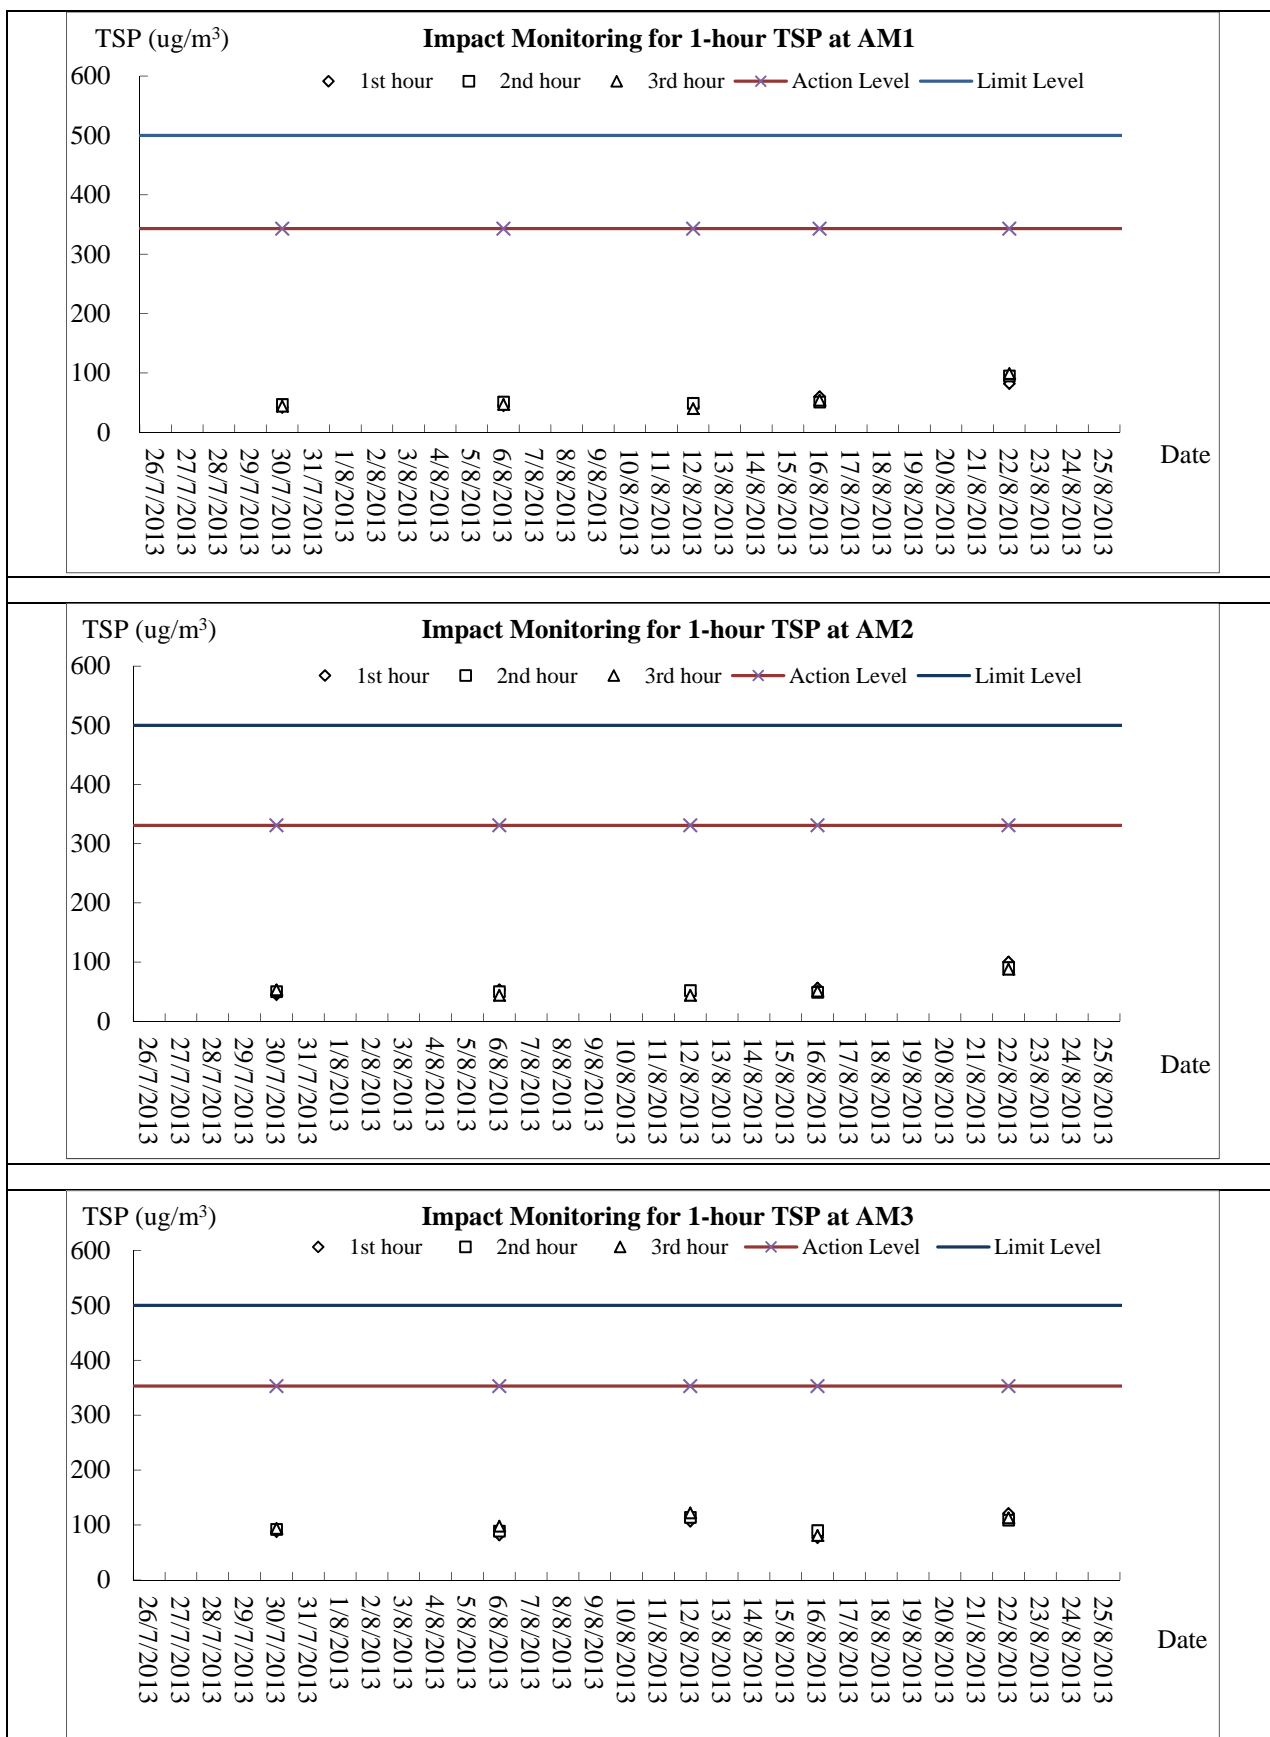 TSP (ug/m³) Impact Monitoring for 1-hour TSP at AM1
1st hour 2nd hour 3rd hour Action Level Limit Level
600
500
400
300
200
100
0
26/7/2013 27/7/2013 28/7/2013 29/7/2013 30/7/2013 31/7/2013 1/8/2013 2/8/2013 3/8/2013 4/8/2013 5/8/2013 6/8/2013 7/8/2013 8/8/2013 9/8/2013 10/8/2013 11/8/2013 12/8/2013 13/8/2013 14/8/2013 15/8/2013 16/8/2013 17/8/2013 18/8/2013 19/8/2013 20/8/2013 21/8/2013 22/8/2013 23/8/2013 24/8/2013 25/8/2013
Date
TSP (ug/m³) Impact Monitoring for 1-hour TSP at AM2
1st hour 2nd hour 3rd hour Action Level Limit Level
600
500
400
300
200
100
0
26/7/2013 27/7/2013 28/7/2013 29/7/2013 30/7/2013 31/7/2013 1/8/2013 2/8/2013 3/8/2013 4/8/2013 5/8/2013 6/8/2013 7/8/2013 8/8/2013 9/8/2013 10/8/2013 11/8/2013 12/8/2013 13/8/2013 14/8/2013 15/8/2013 16/8/2013 17/8/2013 18/8/2013 19/8/2013 20/8/2013 21/8/2013 22/8/2013 23/8/2013 24/8/2013 25/8/2013
Date
TSP (ug/m³) Impact Monitoring for 1-hour TSP at AM3
1st hour 2nd hour 3rd hour Action Level Limit Level
600
500
400
300
200
100
0
26/7/2013 27/7/2013 28/7/2013 29/7/2013 30/7/2013 31/7/2013 1/8/2013 2/8/2013 3/8/2013 4/8/2013 5/8/2013 6/8/2013 7/8/2013 8/8/2013 9/8/2013 10/8/2013 11/8/2013 12/8/2013 13/8/2013 14/8/2013 15/8/2013 16/8/2013 17/8/2013 18/8/2013 19/8/2013 20/8/2013 21/8/2013 22/8/2013 23/8/2013 24/8/2013 25/8/2013
Date